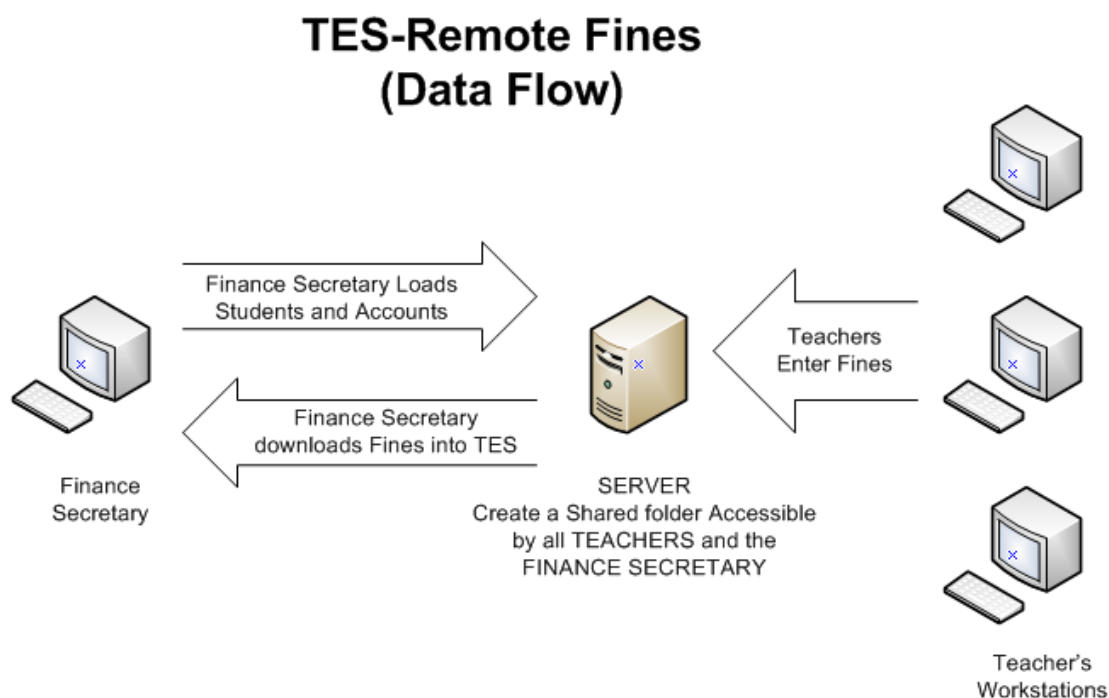 TES-Remote Fines
(Data Flow)
Finance Secretary Loads
Students and Accounts
Teachers
Enter Fines
Finance Secretary
downloads Fines into TES
Finance
Secretary
SERVER
Create a Shared folder Accessible
by all TEACHERS and the
FINANCE SECRETARY
Teacher's
Workstations